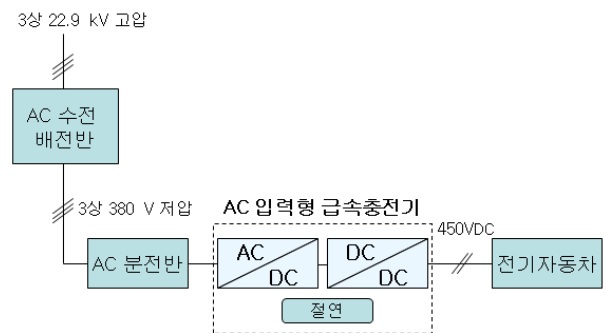 3상 22.9 kV 고압
AC 수전
배전반
3상 380 V 저압
AC 입력형 급속충전기
450VDC
AC 분전반
AC
DC
DC
DC
전기자동차
절연